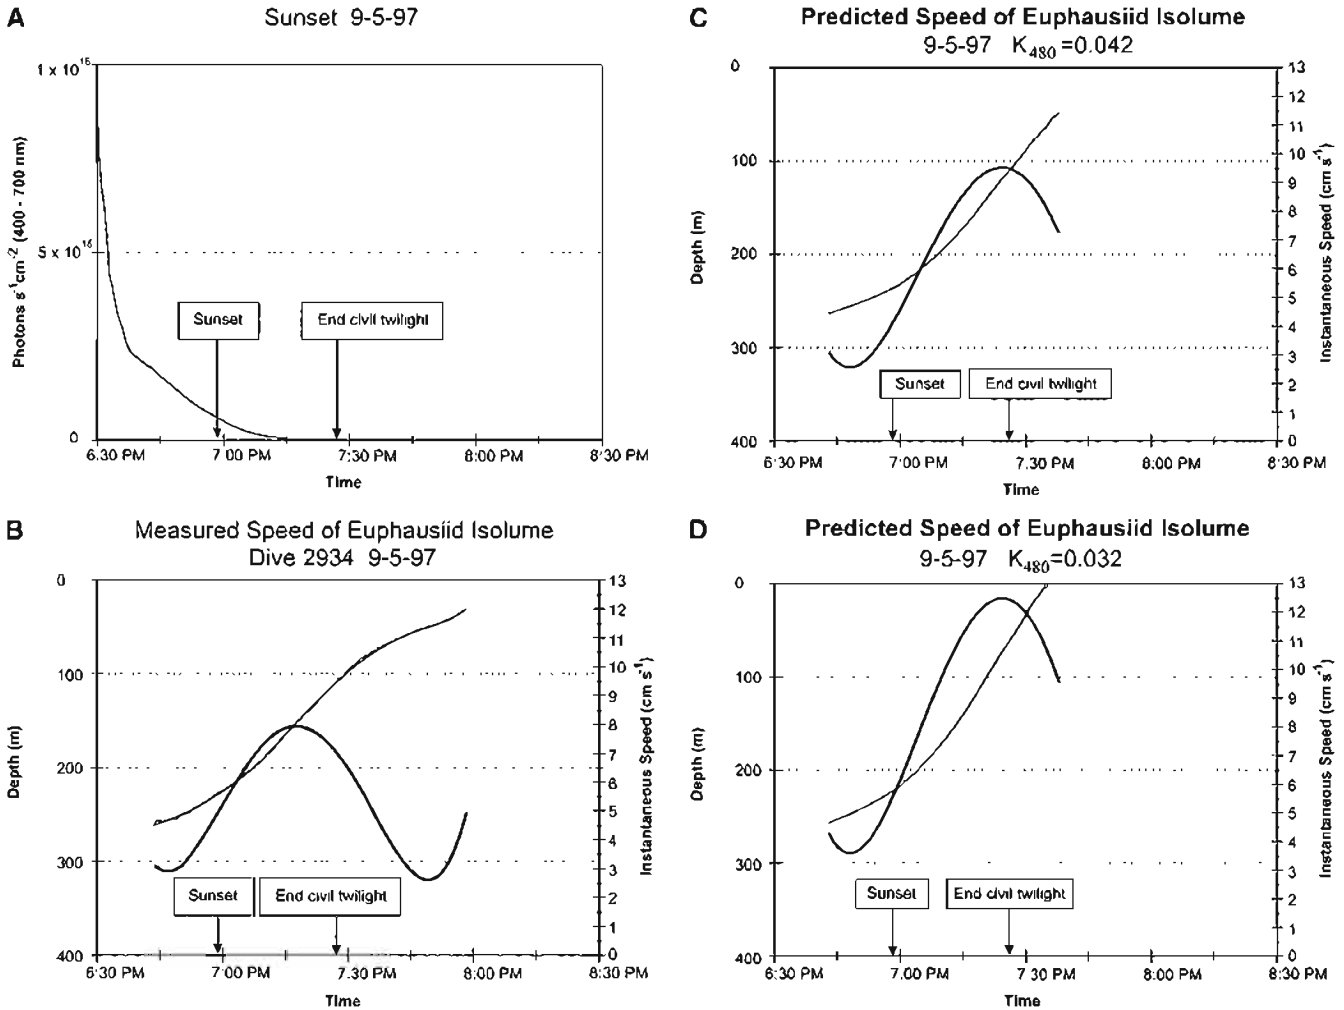 A
Sunset 9-5-97
1 x 10^16
5 x 10^16
0
Photons s^-1 cm^-2 (400 - 700 nm)
Sunset
End civil twilight
6:30 PM 7:00 PM 7:30 PM 8:00 PM 8:30 PM
Time
B
Measured Speed of Euphausiid Isolume
Dive 2934 9-5-97
0
100
200
300
400
Depth (m)
13
12
11
10
9
8
7
6
5
4
3
2
1
0
Instantaneous Speed (cm s^-1)
Sunset
End civil twilight
6:30 PM 7:00 PM 7:30 PM 8:00 PM 8:30 PM
Time
C
Predicted Speed of Euphausiid Isolume
9-5-97 K480=0.042
0
100
200
300
400
Depth (m)
13
12
11
10
9
8
7
6
5
4
3
2
1
0
Instantaneous Speed (cm s^-1)
Sunset
End civil twilight
6:30 PM 7:00 PM 7:30 PM 8:00 PM 8:30 PM
Time
D
Predicted Speed of Euphausiid Isolume
9-5-97 K480=0.032
0
100
200
300
400
Depth (m)
13
12
11
10
9
8
7
6
5
4
3
2
1
0
Instantaneous Speed (cm s^-1)
Sunset
End civil twilight
6:30 PM 7:00 PM 7:30 PM 8:00 PM 8:30 PM
Time